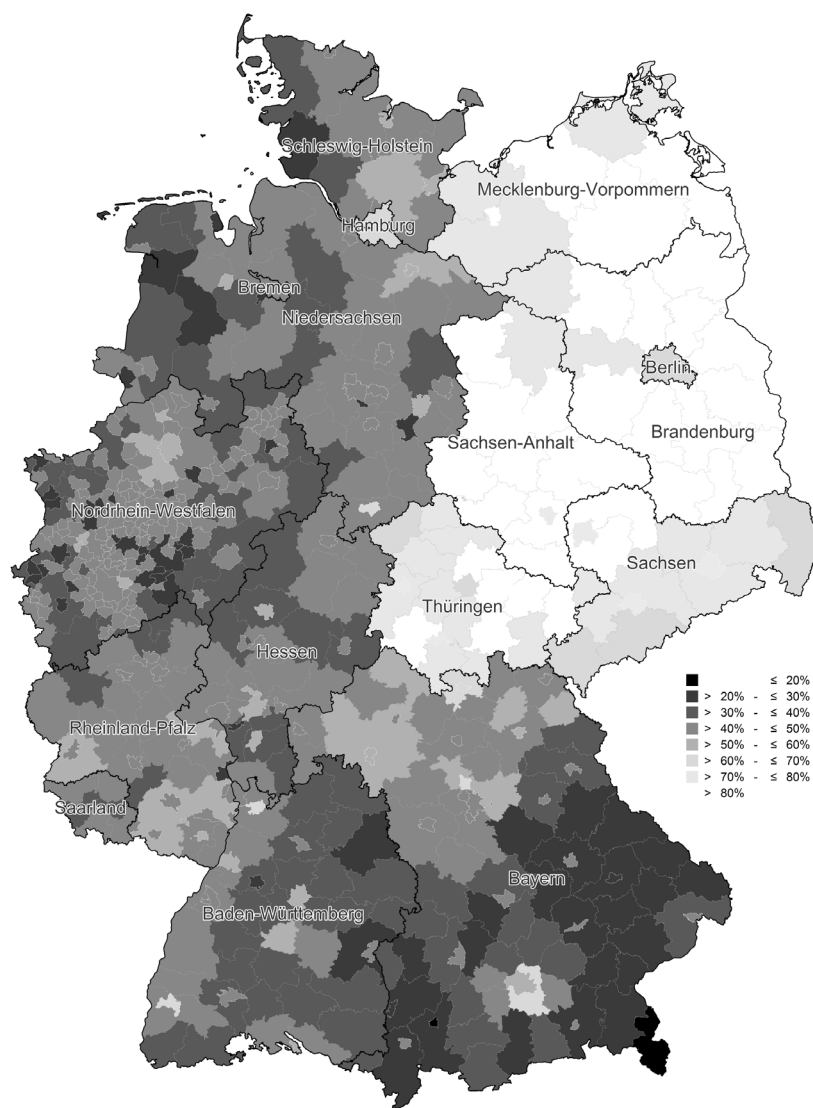 Schleswig-Holstein
Mecklenburg-Vorpommern
Hamburg
Bremen
Niedersachsen
Berlin
Sachsen-Anhalt
Brandenburg
Nordrhein-Westfalen
Sachsen
Thüringen
Hessen
Rheinland-Pfalz
Saarland
Bayern
Baden-Württemberg
≤ 20%
> 20% - ≤ 30%
> 30% - ≤ 40%
> 40% - ≤ 50%
> 50% - ≤ 60%
> 60% - ≤ 70%
> 70% - ≤ 80%
> 80%